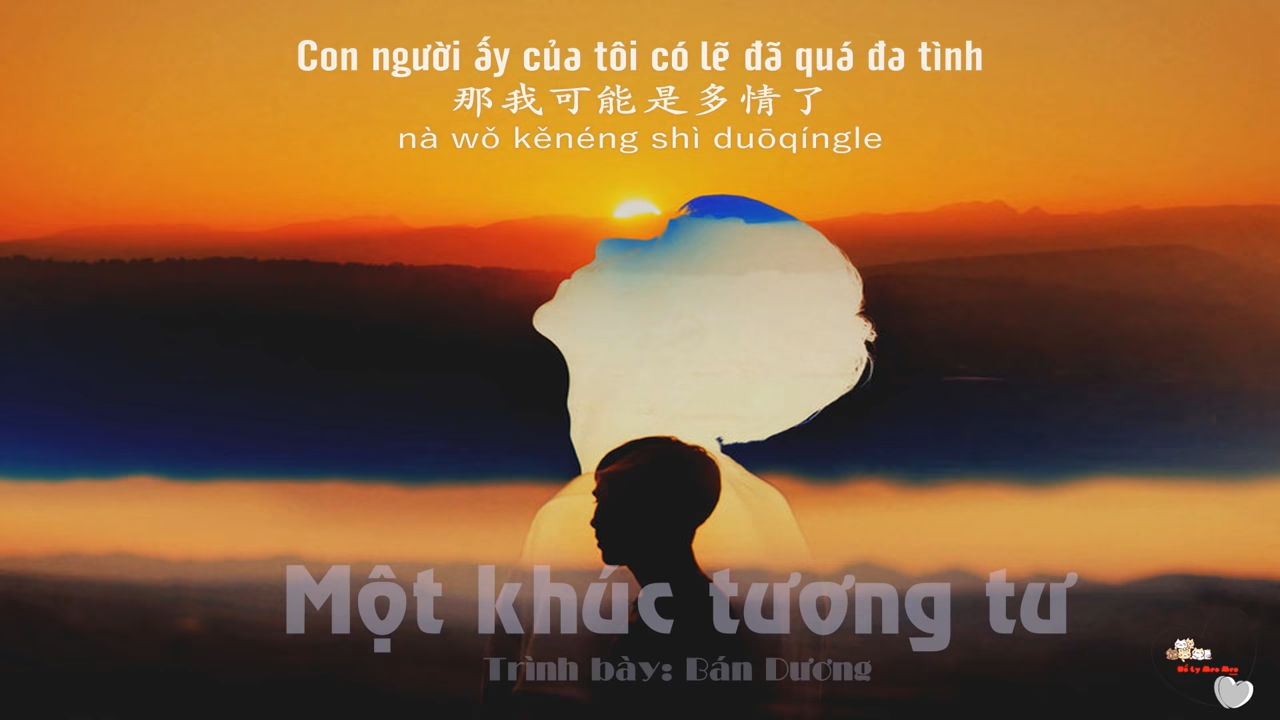 Con người ấy của tôi có lẽ đã quá đa tình
那我可能是多情了
nà wǒ kěnéng shì duōqíngle
Một khúc tương tư
Trình bày: Bán Dương